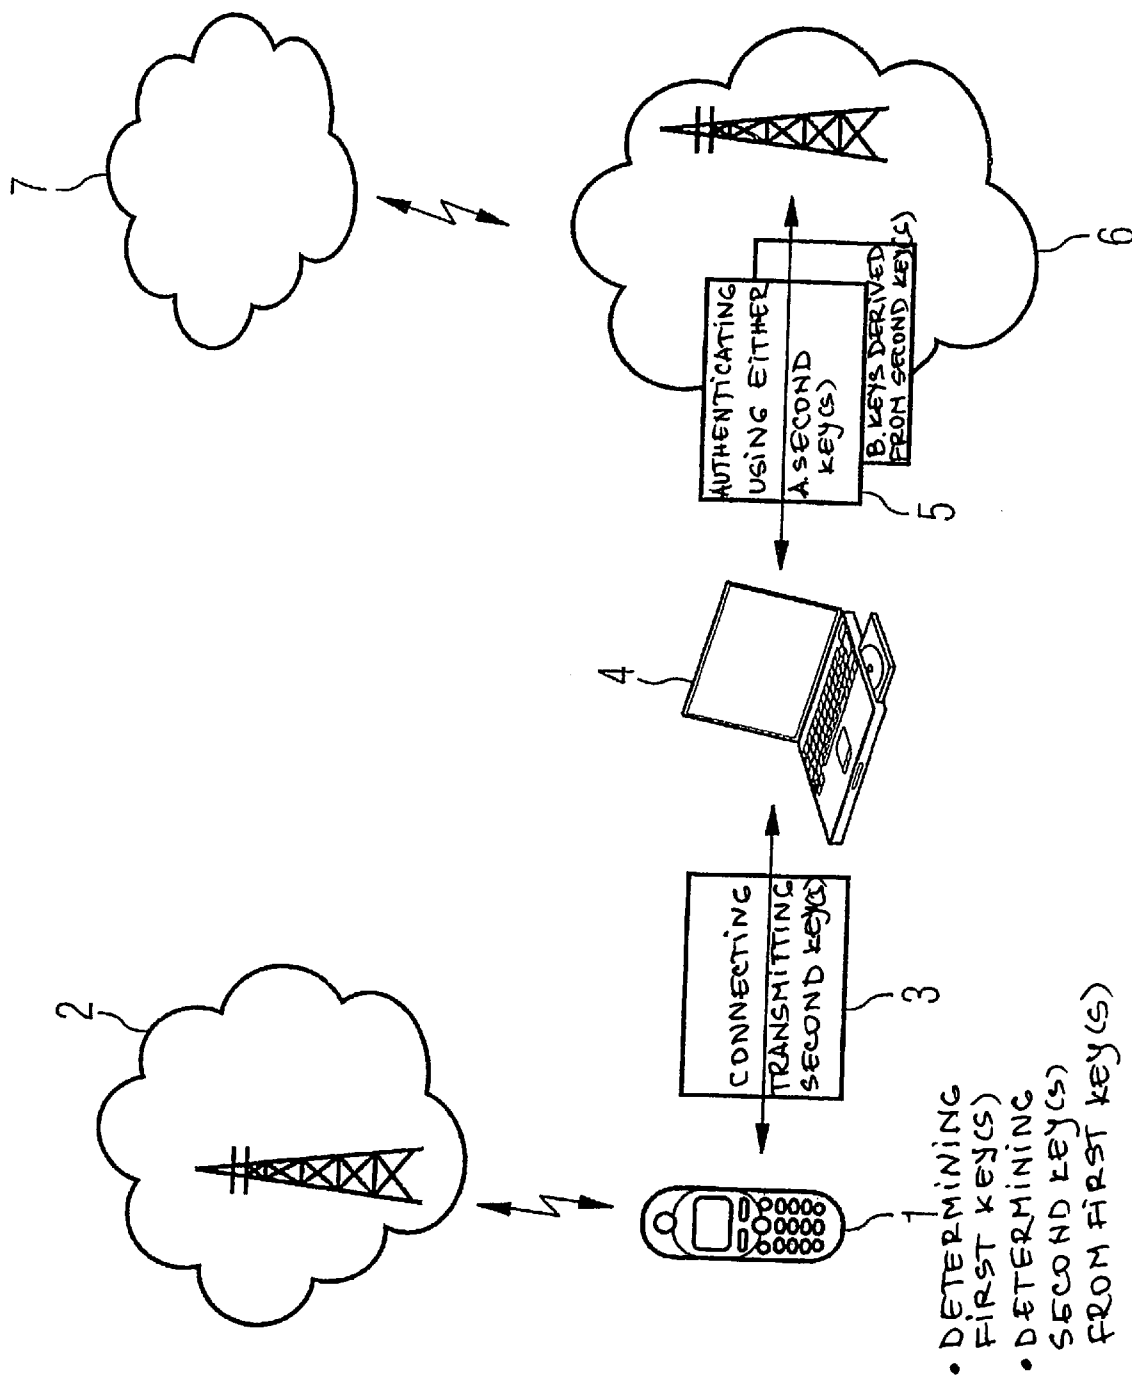 7
2
AUTHENTICATING
USING EITHER
A. SECOND
KEY(S)
B. KEYS DERIVED
FROM SECOND KEY(S)
6
5
4
CONNECTING
TRANSMITTING
SECOND KEY(S)
3
1
• DETERMINING
FIRST KEY(S)
• DETERMINING
SECOND KEY(S)
FROM FIRST KEY(S)